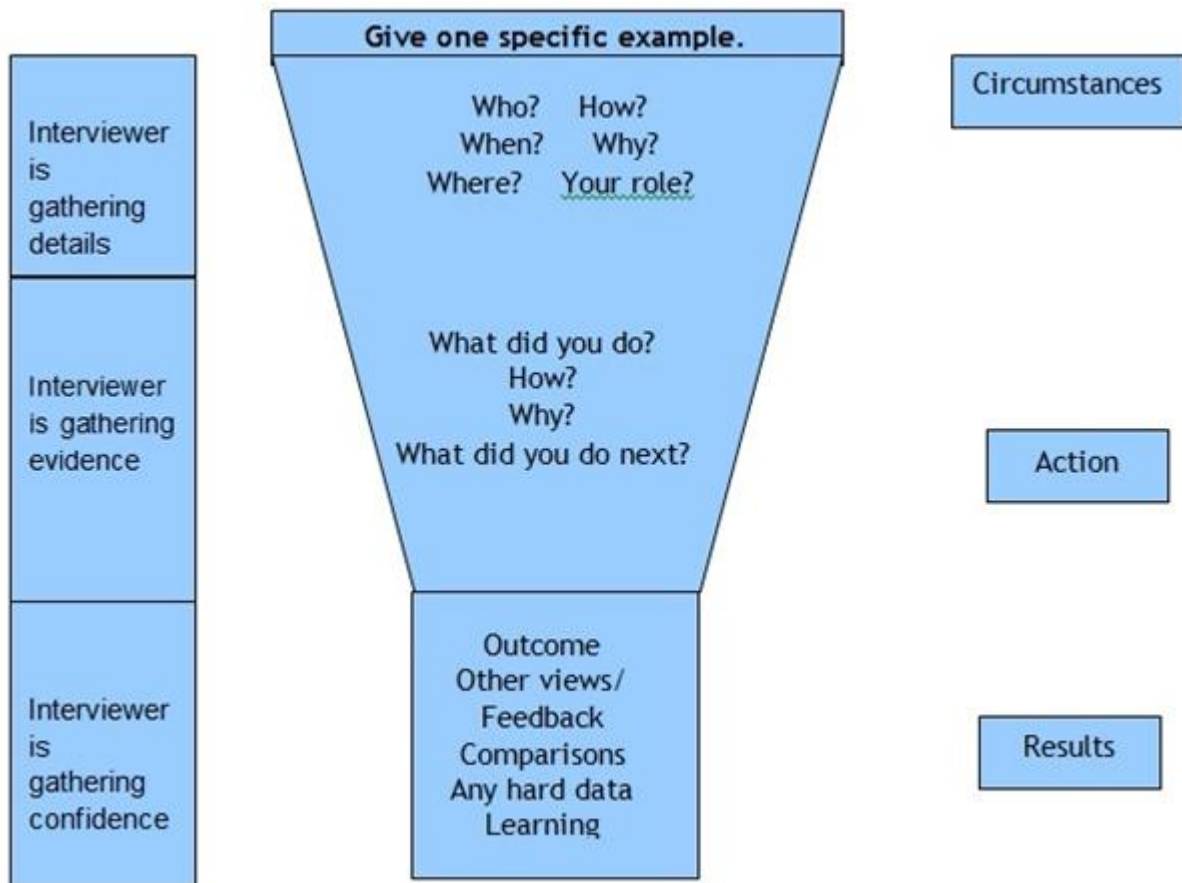 Give one specific example.
Interviewer
is
gathering
details
Who? How?
When? Why?
Where? Your role?
Circumstances
Interviewer
is gathering
evidence
What did you do?
How?
Why?
What did you do next?
Action
Interviewer
is
gathering
confidence
Outcome
Other views/
Feedback
Comparisons
Any hard data
Learning
Results